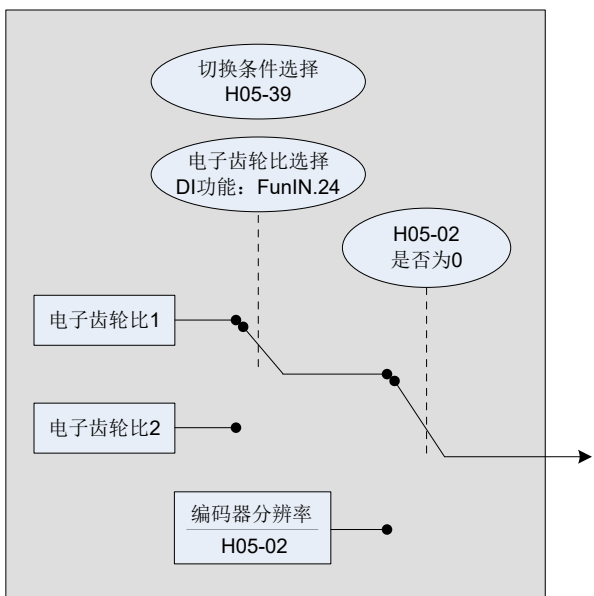 切换条件选择
H05-39
电子齿轮比选择
DI功能：FunIN.24
H05-02
是否为0
电子齿轮比1
电子齿轮比2
编码器分辨率
H05-02